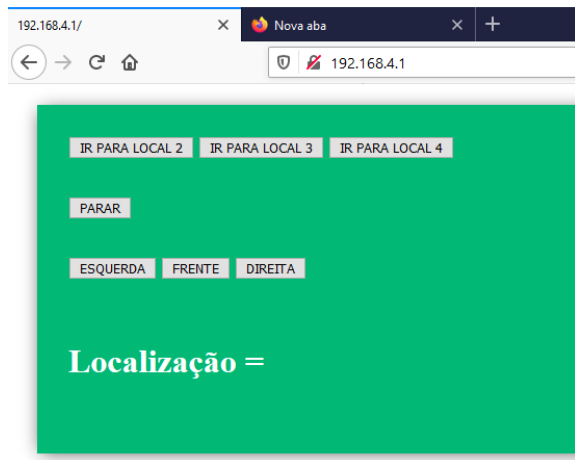 192.168.4.1/ Nova aba
192.168.4.1
IR PARA LOCAL 2 IR PARA LOCAL 3 IR PARA LOCAL 4
PARAR
ESQUERDA FRENTE DIREITA
Localização =